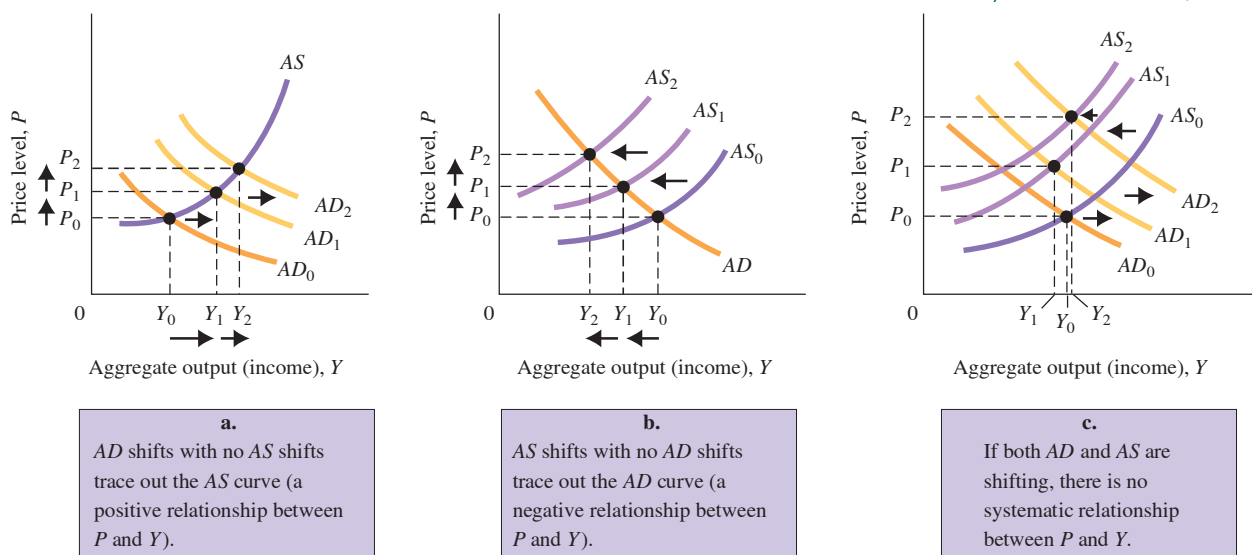 AS
AD₂
AD₁
AD₀
Price level, P
P₂
P₁
P₀
0
Y₀ Y₁ Y₂
Aggregate output (income), Y
AS₂
AS₁
AS₀
AD
Price level, P
P₂
P₁
P₀
0
Y₂ Y₁ Y₀
Aggregate output (income), Y
AS₂
AS₁
AS₀
AD₂
AD₁
AD₀
Price level, P
P₂
P₁
P₀
0
Y₁ Y₀ Y₂
Aggregate output (income), Y
a.
AD shifts with no AS shifts
trace out the AS curve (a
positive relationship between
P and Y).
b.
AS shifts with no AD shifts
trace out the AD curve (a
negative relationship between
P and Y).
c.
If both AD and AS are
shifting, there is no
systematic relationship
between P and Y.